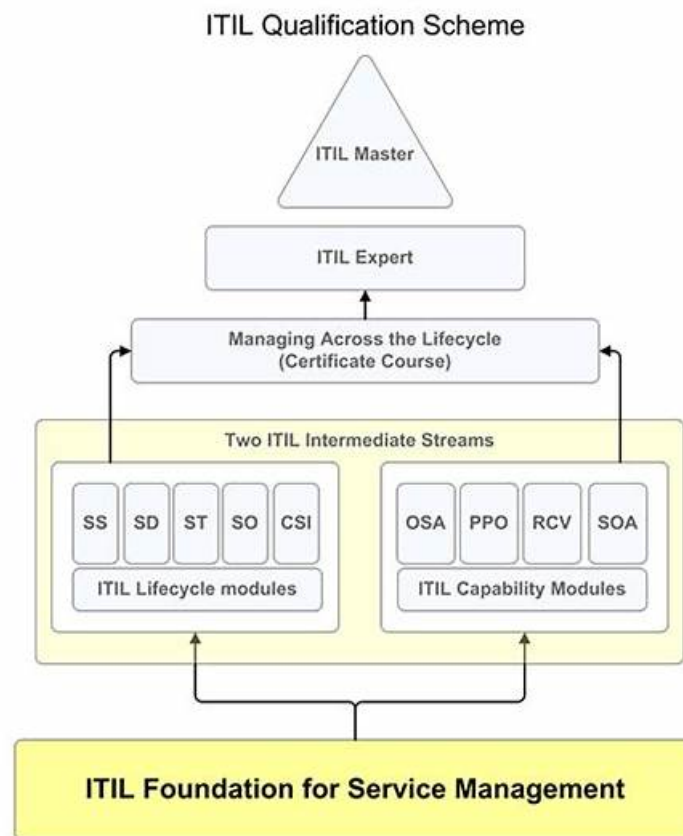 ITIL Qualification Scheme
ITIL Master
ITIL Expert
Managing Across the Lifecycle
(Certificate Course)
Two ITIL Intermediate Streams
SS SD ST SO CSI
ITIL Lifecycle modules
OSA PPO RCV SOA
ITIL Capability Modules
ITIL Foundation for Service Management